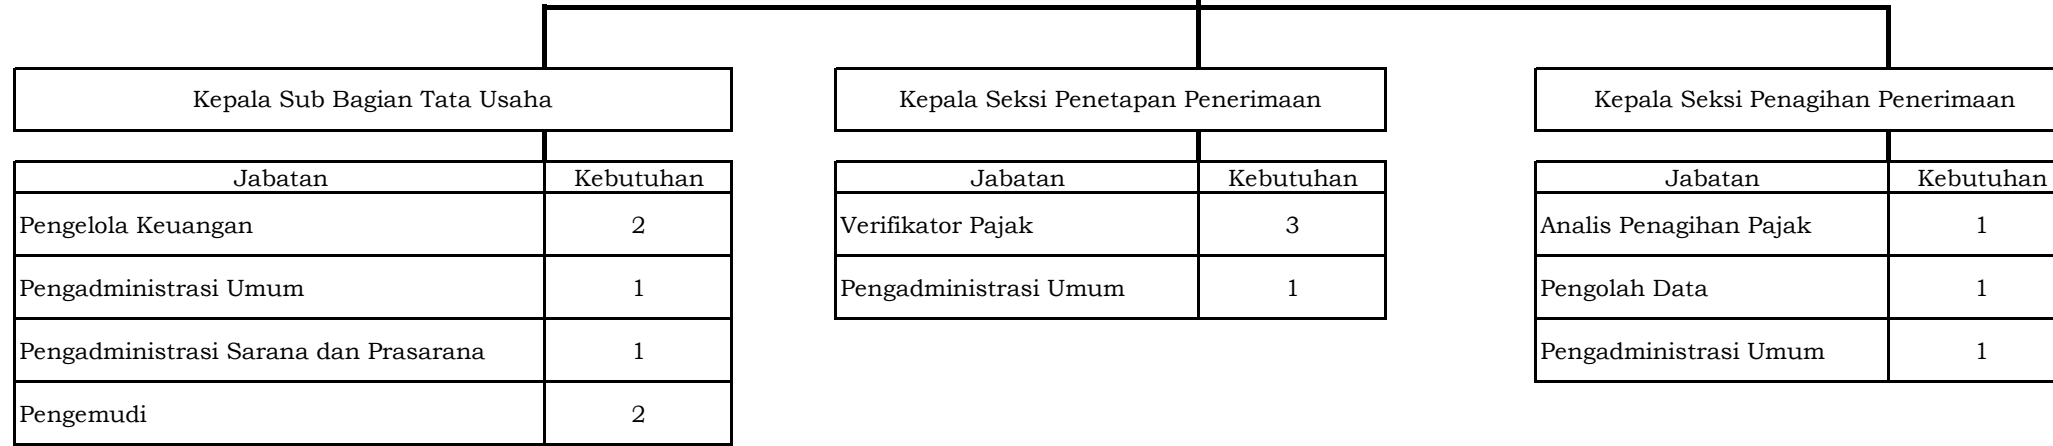 Kepala Sub Bagian Tata Usaha
Jabatan Kebutuhan
Pengelola Keuangan 2
Pengadministrasi Umum 1
Pengadministrasi Sarana dan Prasarana 1
Pengemudi 2
Kepala Seksi Penetapan Penerimaan
Jabatan Kebutuhan
Verifikator Pajak 3
Pengadministrasi Umum 1
Kepala Seksi Penagihan Penerimaan
Jabatan Kebutuhan
Analis Penagihan Pajak 1
Pengolah Data 1
Pengadministrasi Umum 1